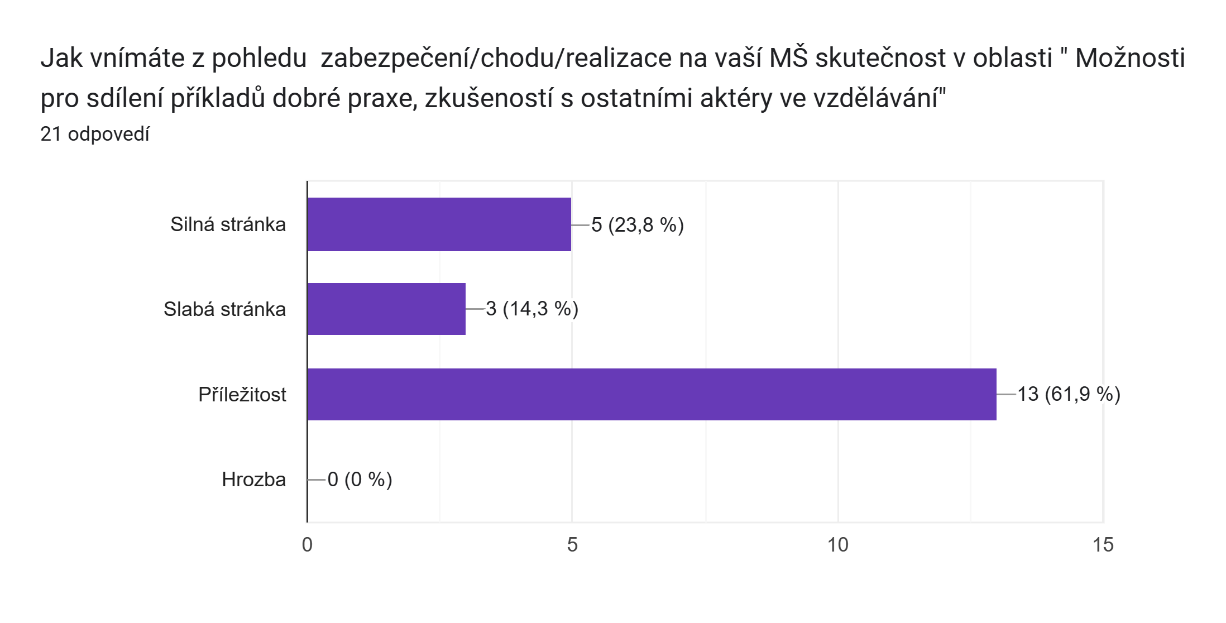 Jak vnímáte z pohledu  zabezpečení/chodu/realizace na vaší MŠ skutečnost v oblasti " Možnosti
pro sdílení příkladů dobré praxe, zkušeností s ostatními aktéry ve vzdělávání"
21 odpovedí
Silná stránka 5 (23,8 %)
Slabá stránka 3 (14,3 %)
Příležitost 13 (61,9 %)
Hrozba 0 (0 %)
0 5 10 15